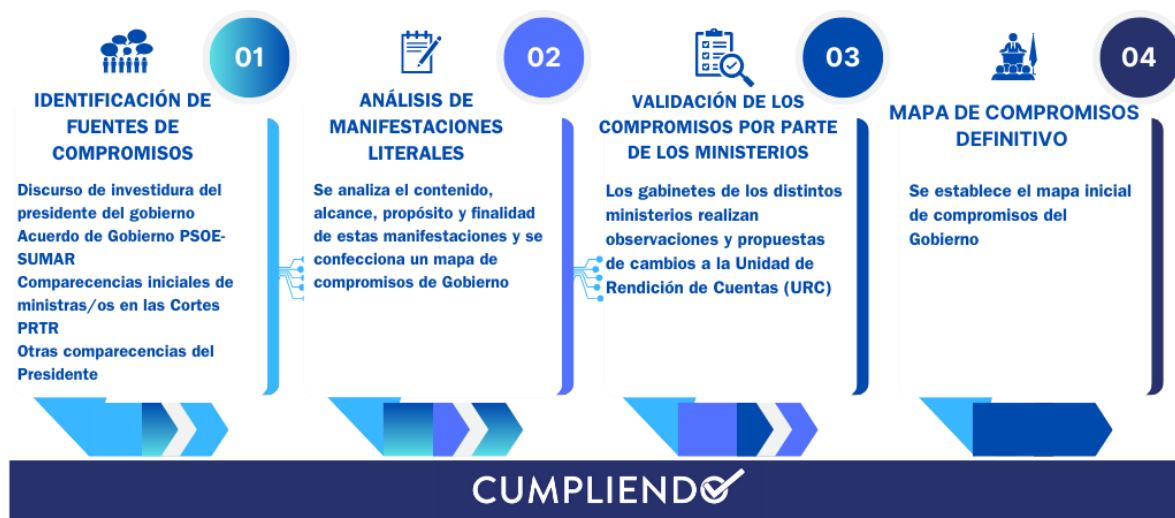 01
IDENTIFICACIÓN DE
FUENTES DE
COMPROMISOS
Discurso de investidura del
presidente del gobierno
Acuerdo de Gobierno PSOE-
SUMAR
Comparecencias iniciales de
ministras/os en las Cortes
PRTR
Otras comparecencias del
Presidente
02
ANÁLISIS DE
MANIFESTACIONES
LITERALES
Se analiza el contenido,
alcance, propósito y finalidad
de estas manifestaciones y se
confecciona un mapa de
compromisos de Gobierno
03
VALIDACIÓN DE LOS
COMPROMISOS POR PARTE
DE LOS MINISTERIOS
Los gabinetes de los distintos
ministerios realizan
observaciones y propuestas
de cambios a la Unidad de
Rendición de Cuentas (URC)
04
MAPA DE COMPROMISOS
DEFINITIVO
Se establece el mapa inicial
de compromisos del
Gobierno
CUMPLIENDO